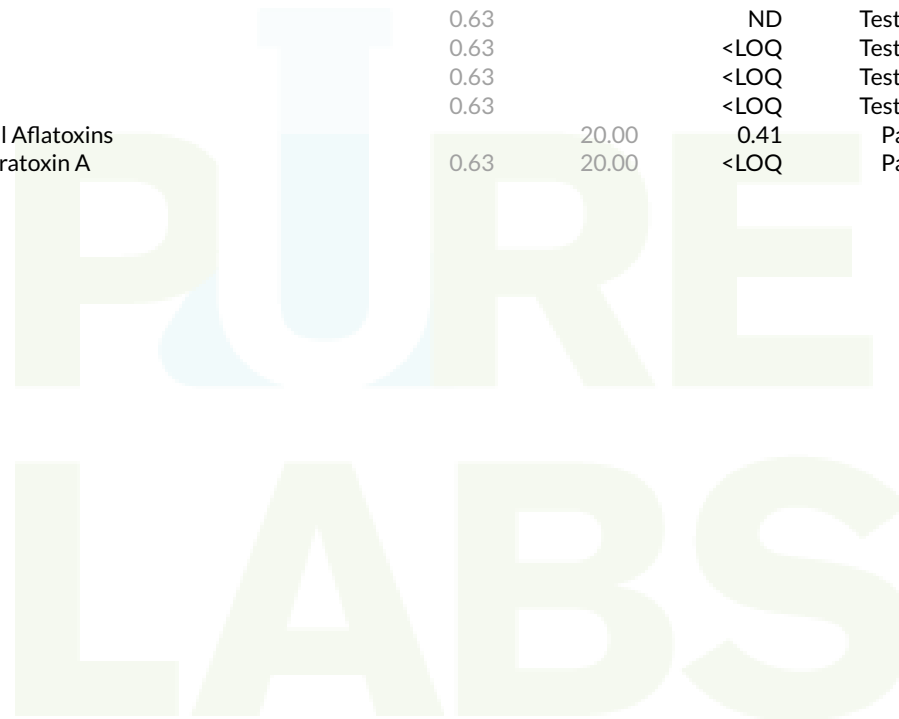 0.63 ND Test
0.63 <LOQ Test
0.63 <LOQ Test
0.63 <LOQ Test
l Aflatoxins 20.00 0.41 Pa
ratoxin A 0.63 20.00 <LOQ Pa
PURE
LABS